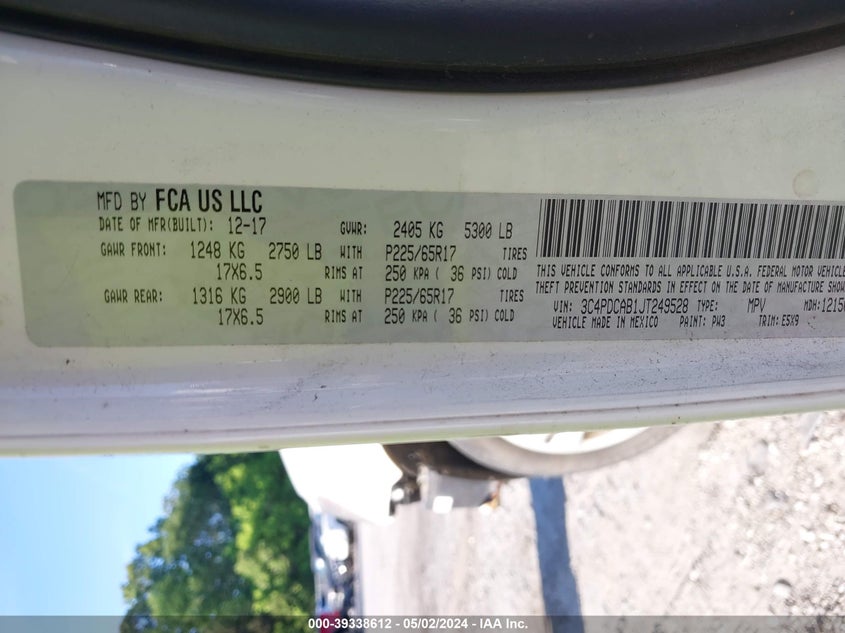 MFD BY FCA US LLC
DATE OF MFR(BUILT): 12-17 GVWR: 2405 KG 5300 LB
GAWR FRONT: 1248 KG 2750 LB WITH P225/65R17 TIRES
17X6.5 RIMS AT 250 KPA ( 36 PSI) COLD
GAWR REAR: 1316 KG 2900 LB WITH P225/65R17 TIRES
17X6.5 RIMS AT 250 KPA ( 36 PSI) COLD
THIS VEHICLE CONFORMS TO ALL APPLICABLE U.S.A. FEDERAL MOTOR VEHICLE
THEFT PREVENTION STANDARDS IN EFFECT ON THE DATE OF MANUFACTUR
VIN: 3C4PDCAB1JT249528 TYPE: MPV MDH: 1215
VEHICLE MADE IN MEXICO PAINT: PW3 TRIM: E5X9
000-39338612 - 05/02/2024 - IAA Inc.